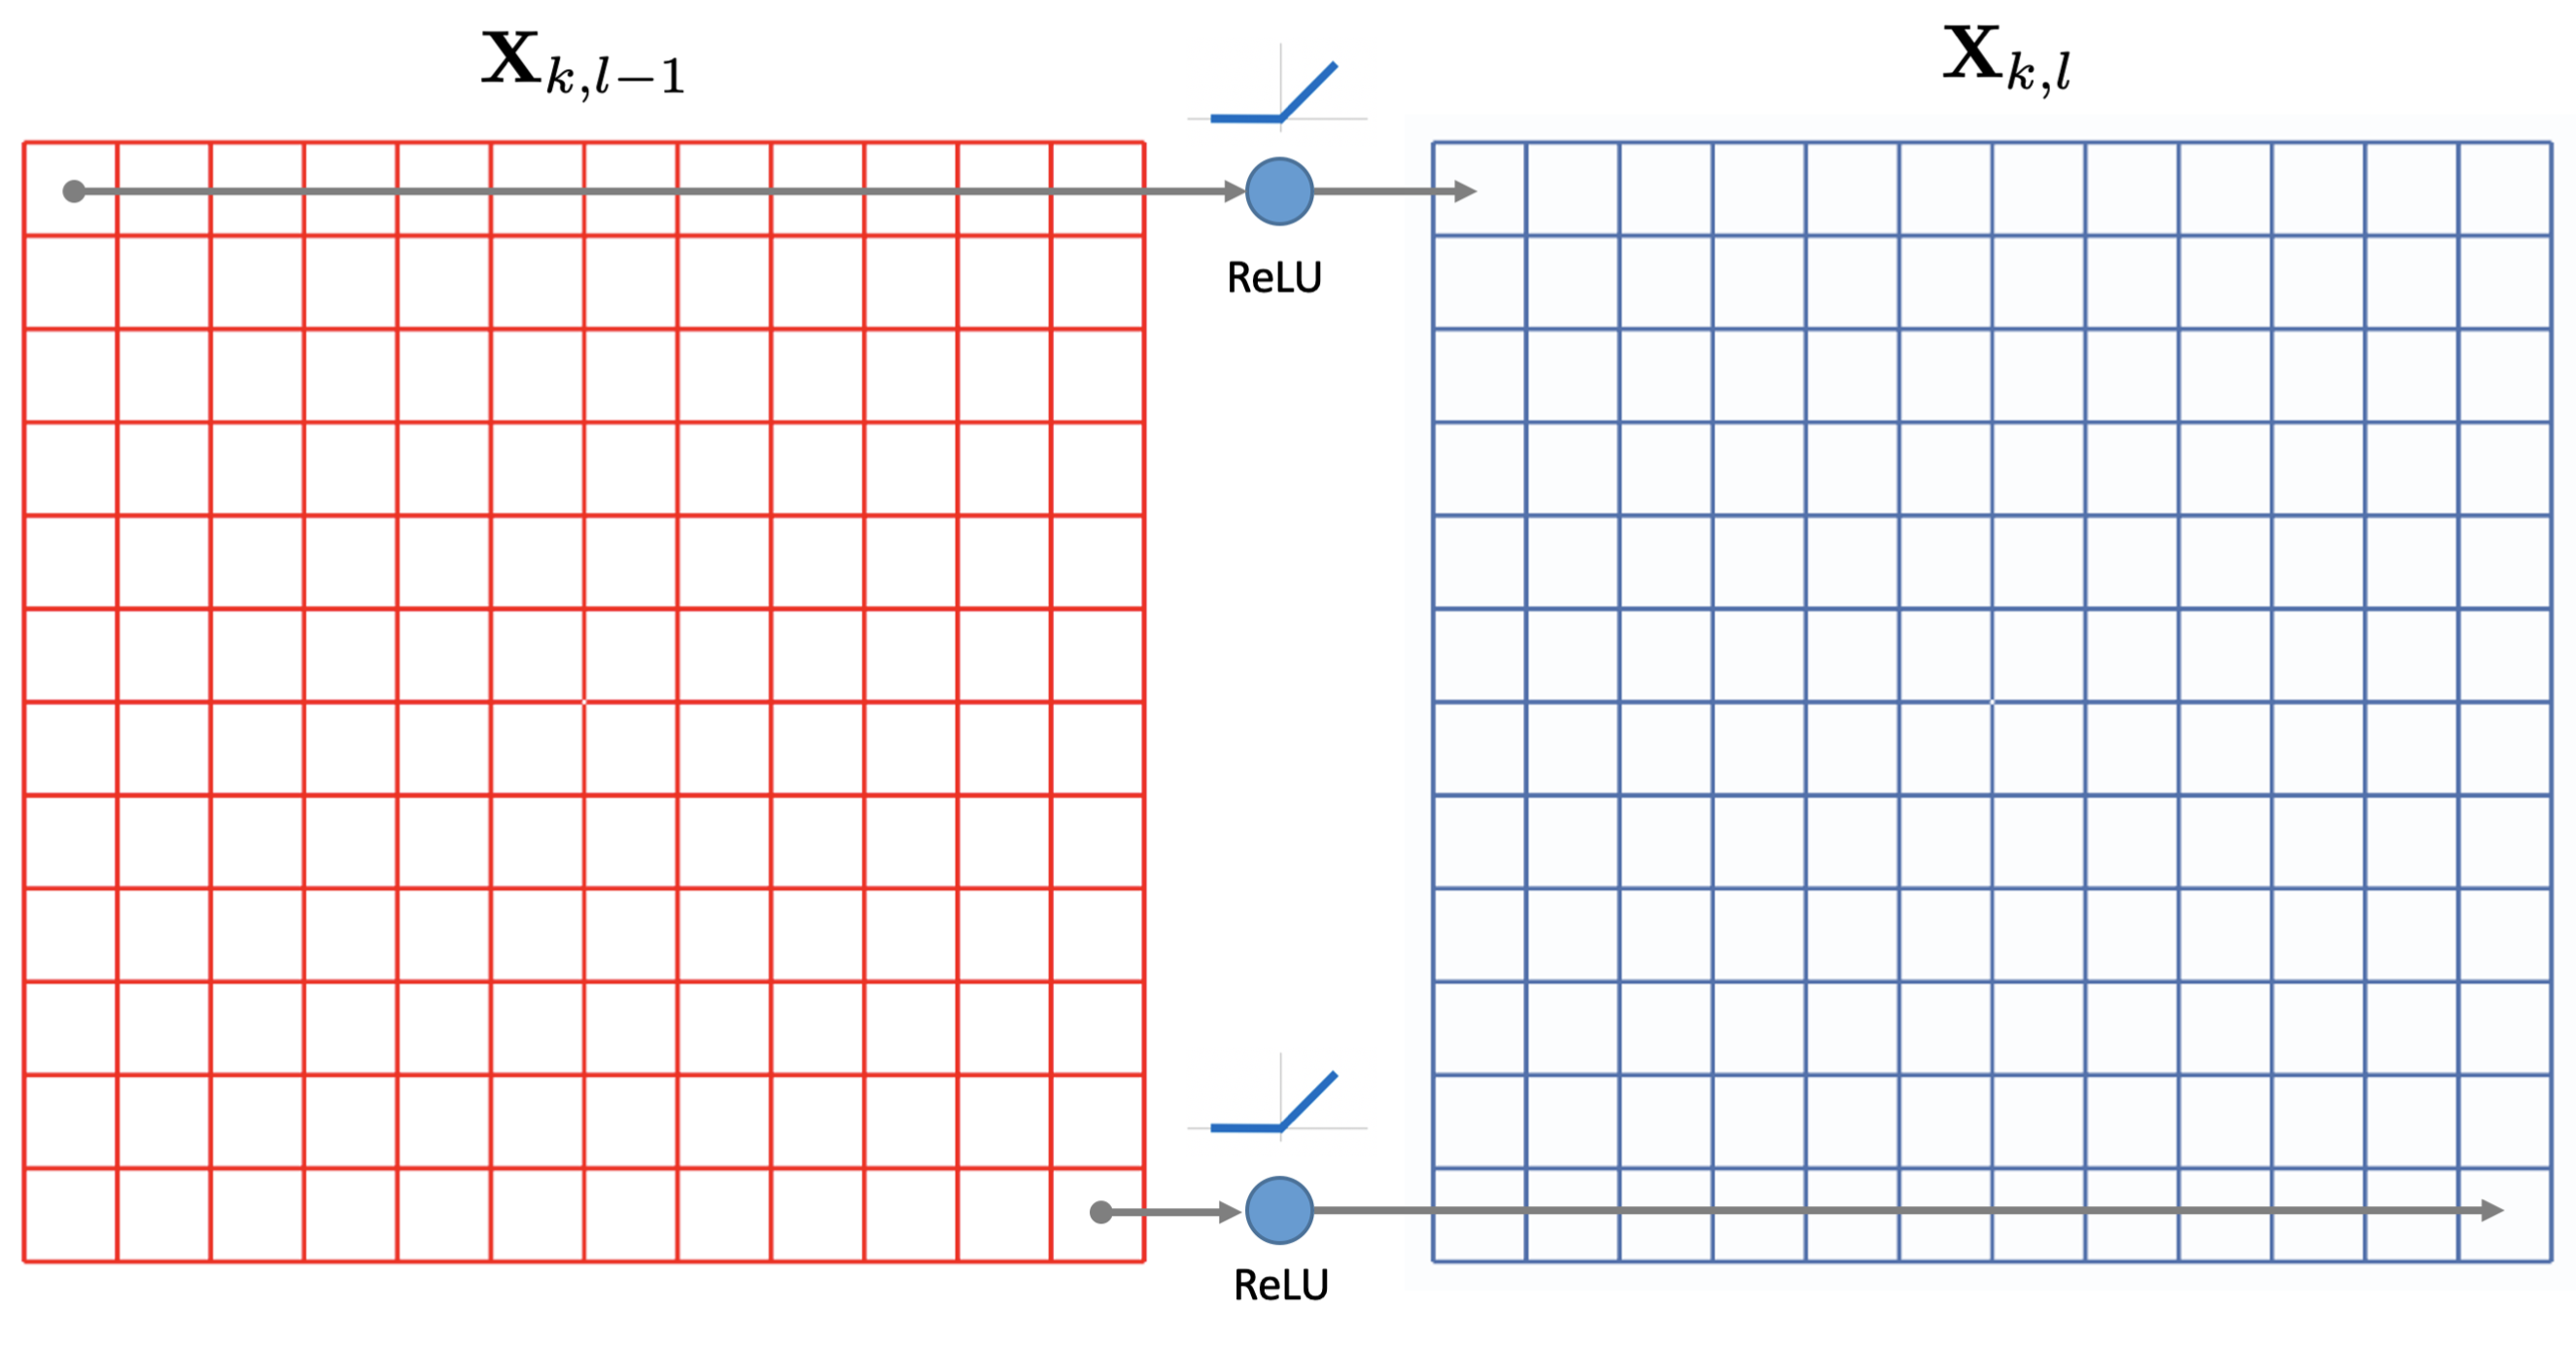 X_{k,l-1}
X_{k,l}
ReLU
ReLU